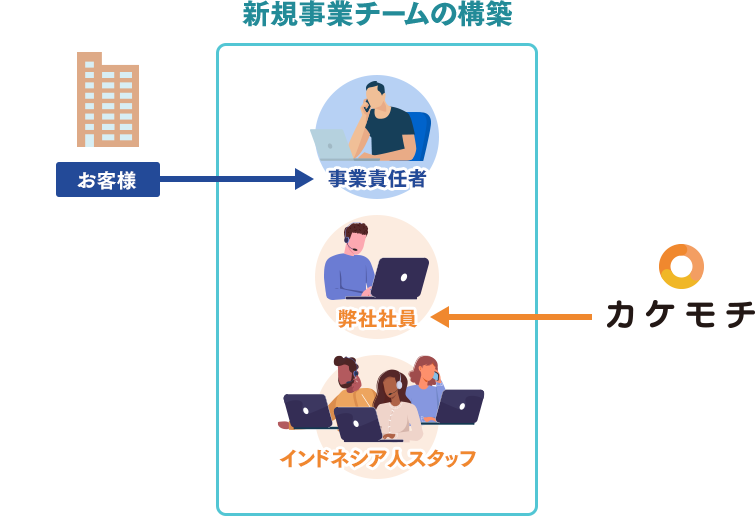 新規事業チームの構築
お客様
事業責任者
弊社社員
カケモチ
インドネシア人スタッフ